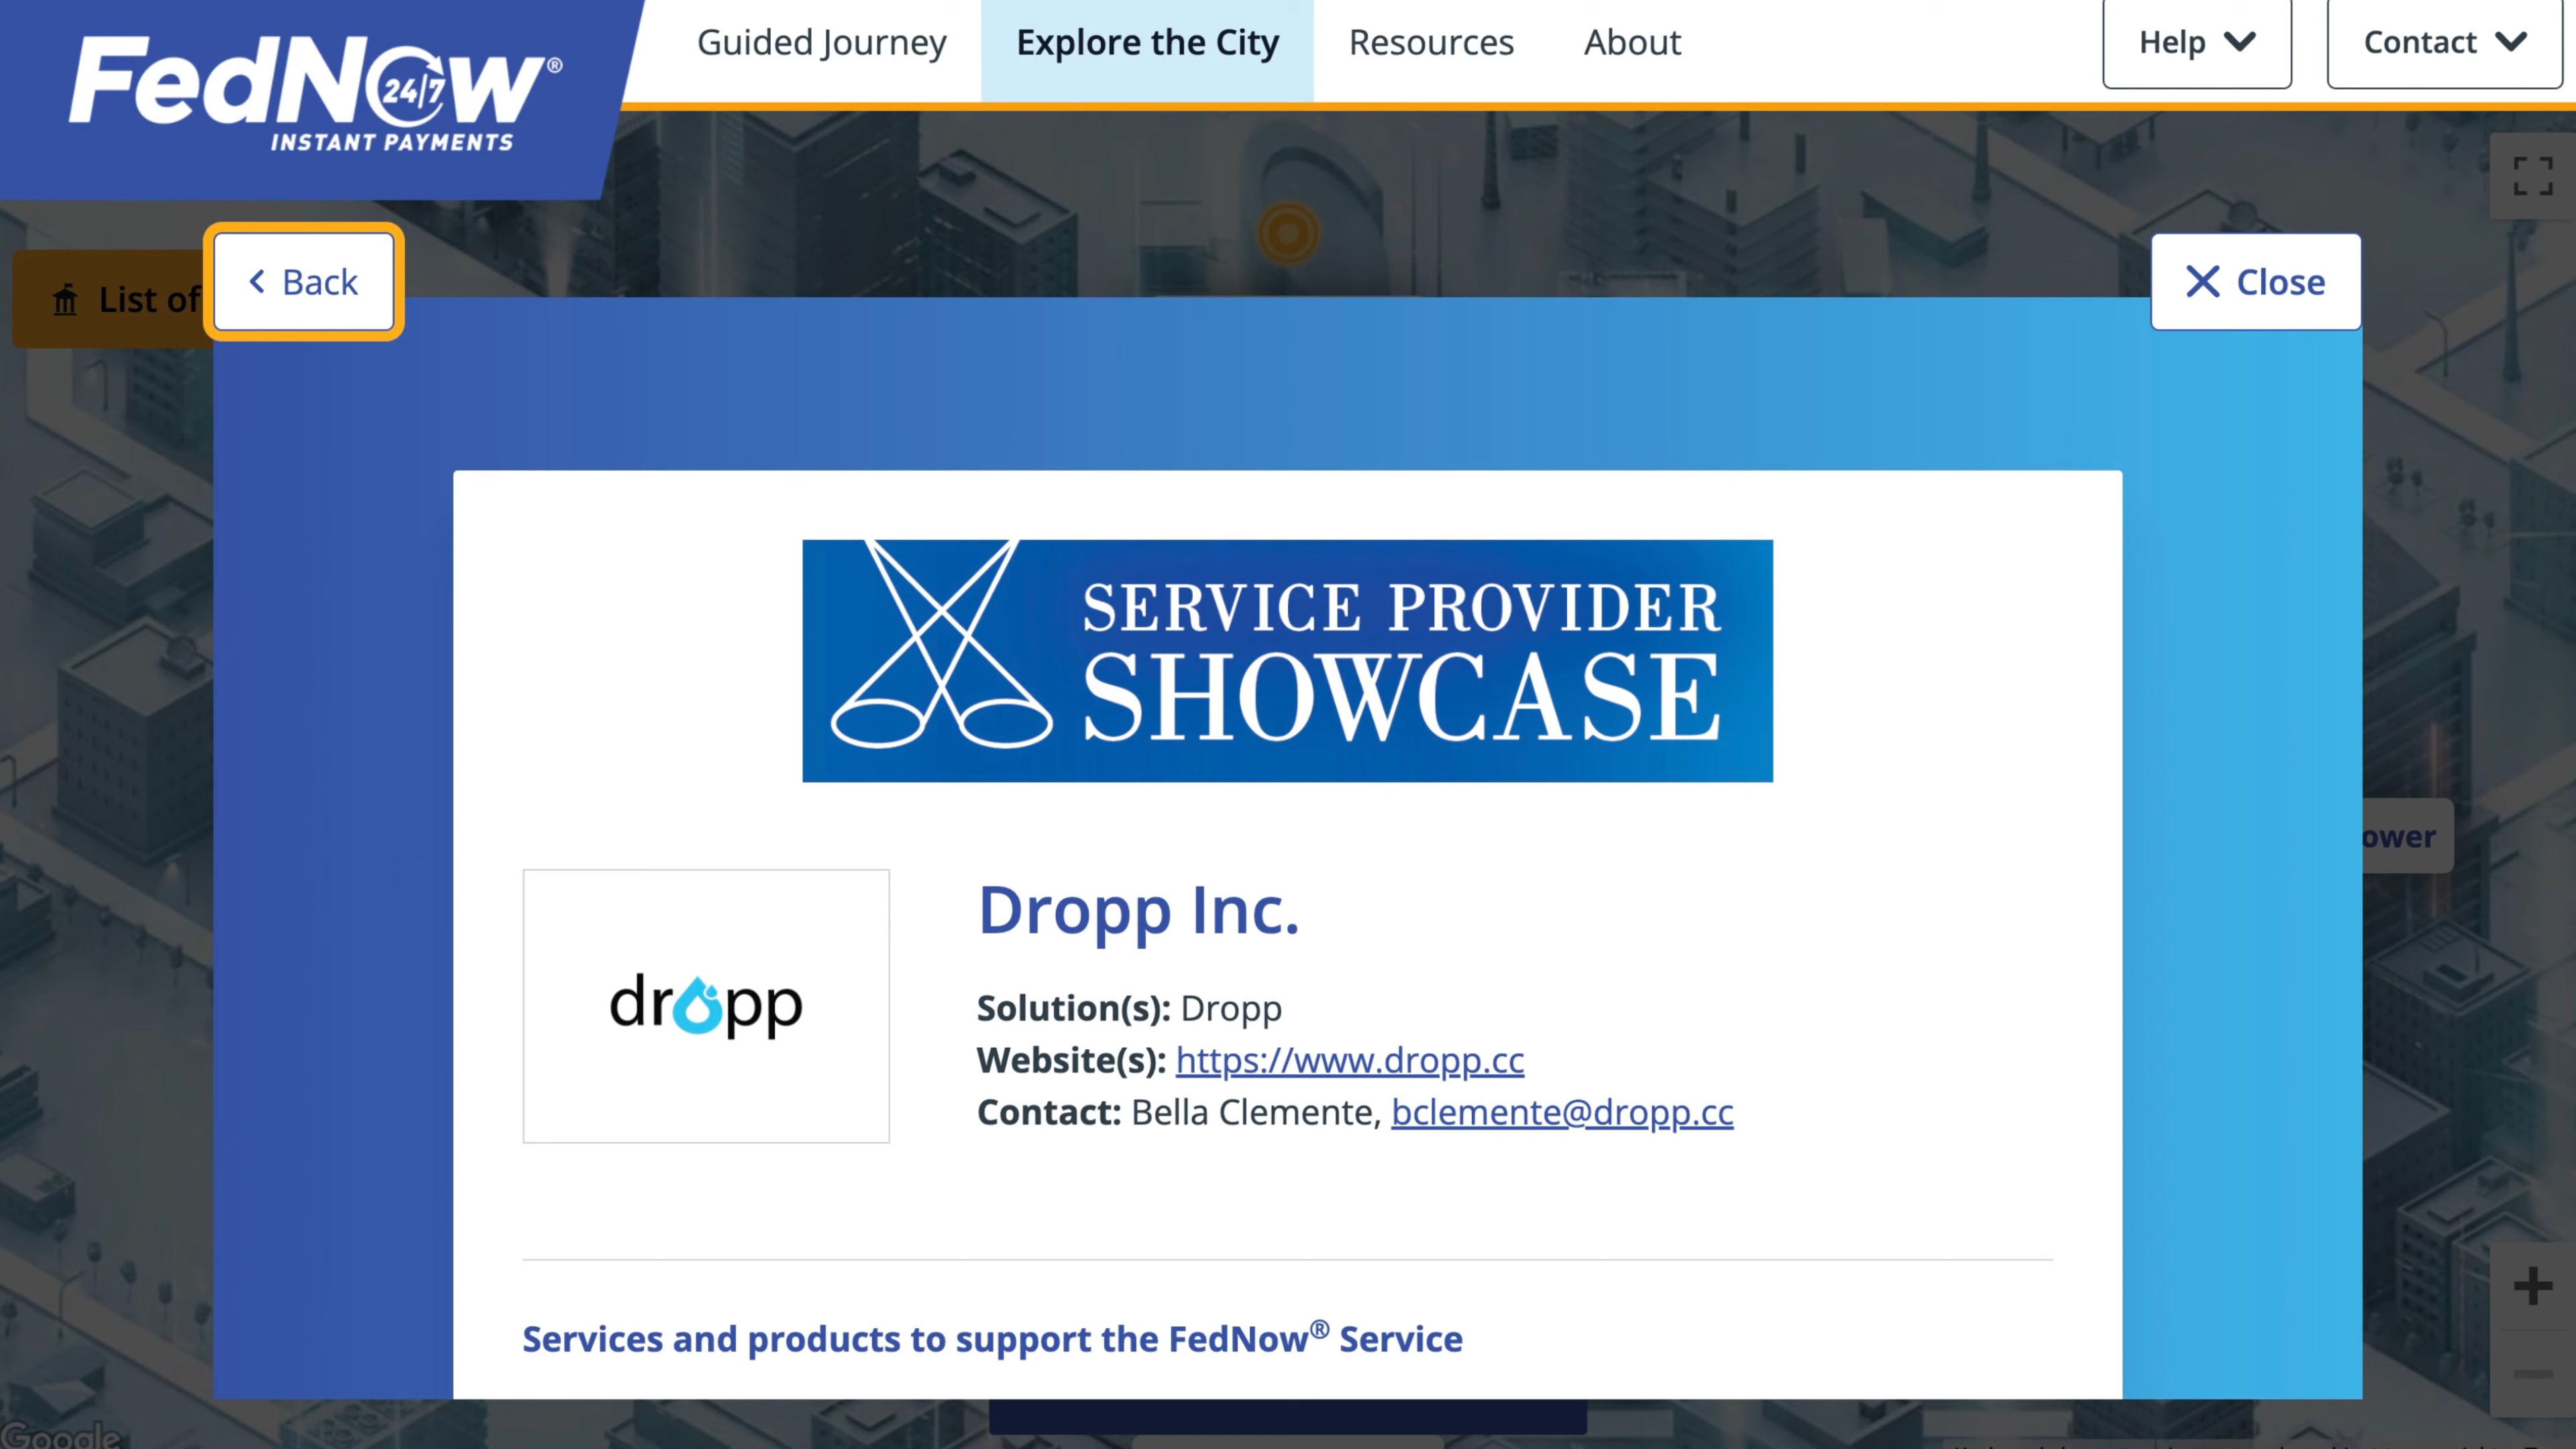 FedNow®
24/7
INSTANT PAYMENTS
Guided Journey
Explore the City
Resources
About
Help
Contact
List of
Back
Close
SERVICE PROVIDER
SHOWCASE
ower
dropp
Dropp Inc.
Solution(s): Dropp
Website(s): https://www.dropp.cc
Contact: Bella Clemente, bclemente@dropp.cc
Services and products to support the FedNow® Service
Google